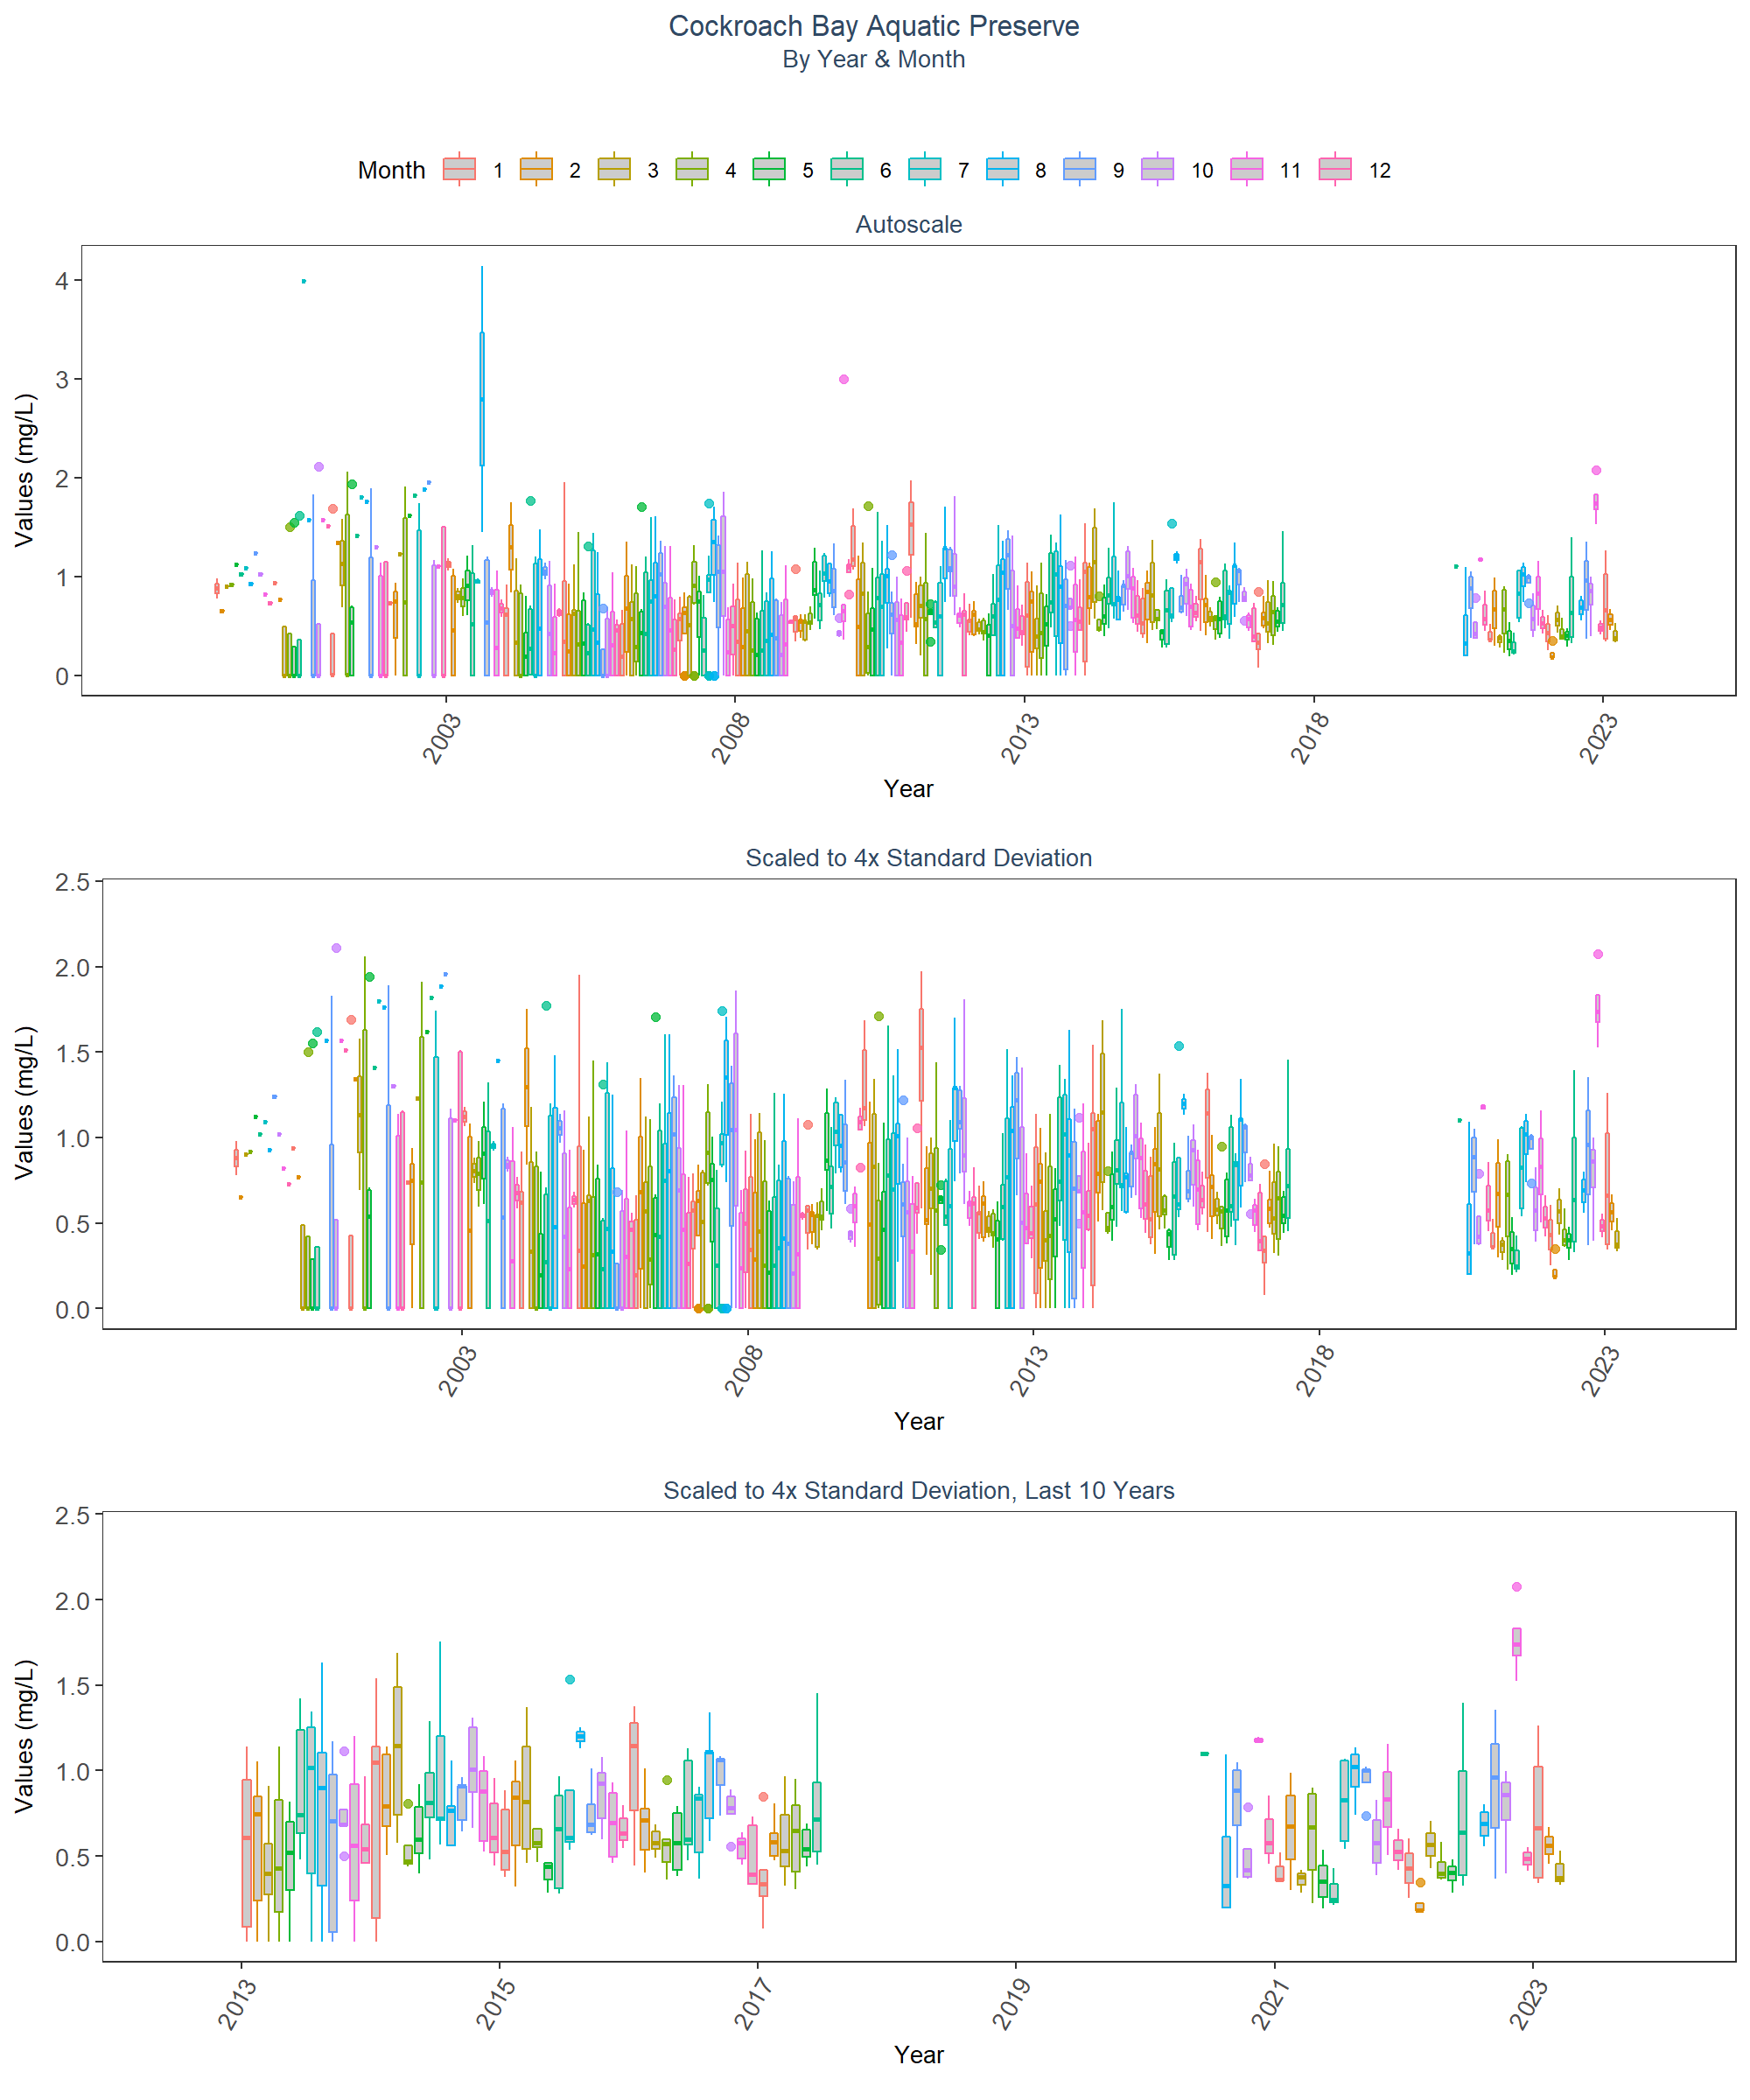 Cockroach Bay Aquatic Preserve
By Year & Month
Month 1 2 3 4 5 6 7 8 9 10 11 12
Autoscale
Values (mg/L)
4
3
2
1
0
2003 2008 2013 2018 2023
Year
Scaled to 4x Standard Deviation
Values (mg/L)
2.5
2.0
1.5
1.0
0.5
0.0
2003 2008 2013 2018 2023
Year
Scaled to 4x Standard Deviation, Last 10 Years
Values (mg/L)
2.5
2.0
1.5
1.0
0.5
0.0
2013 2015 2017 2019 2021 2023
Year